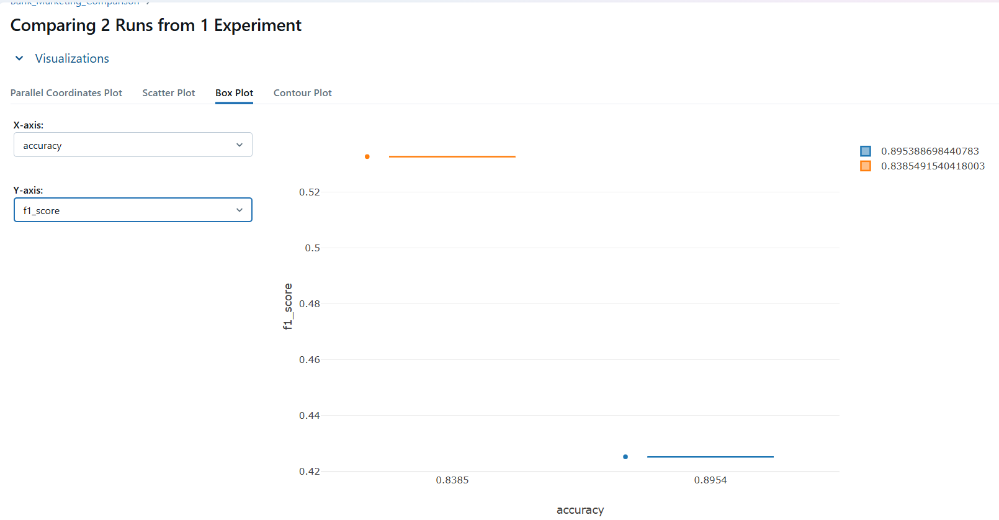 Bank_Marketing_Comparison
Comparing 2 Runs from 1 Experiment
Visualizations
Parallel Coordinates Plot
Scatter Plot
Box Plot
Contour Plot
X-axis:
accuracy
Y-axis:
f1_score
0.52
0.5
0.48
0.46
0.44
0.42
f1_score
0.8385
0.8954
accuracy
0.895388698440783
0.8385491540418003